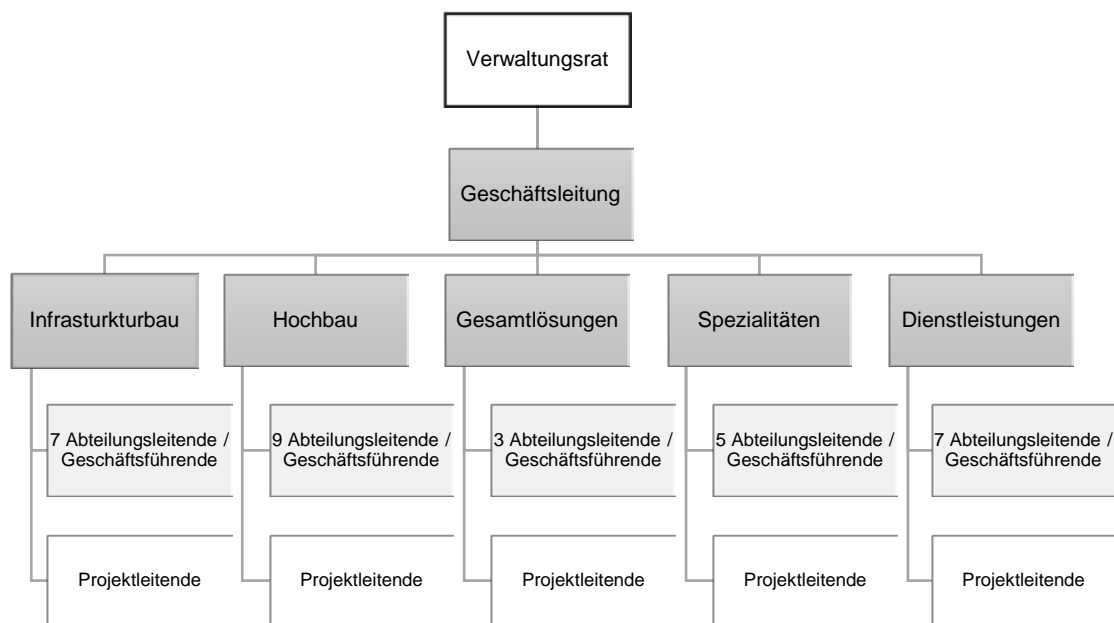 Verwaltungsrat
Geschäftsleitung
Infrasturkturbau
Hochbau
Gesamtlösungen
Spezialitäten
Dienstleistungen
7 Abteilungsleitende /
Geschäftsführende
9 Abteilungsleitende /
Geschäftsführende
3 Abteilungsleitende /
Geschäftsführende
5 Abteilungsleitende /
Geschäftsführende
7 Abteilungsleitende /
Geschäftsführende
Projektleitende
Projektleitende
Projektleitende
Projektleitende
Projektleitende